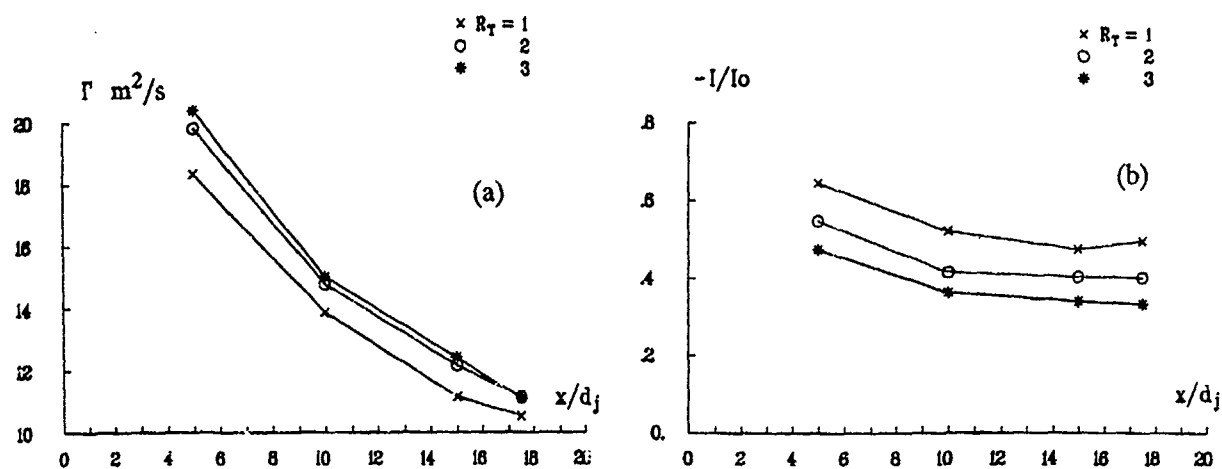 × R_T = 1
○ 2
* 3
Γ m²/s
20
18
16
14
12
10
(a)
x/d_j
0 2 4 6 8 10 12 14 16 18 20
× R_T = 1
○ 2
* 3
-I/Io
.8
.6
.4
.2
0.
(b)
x/d_j
0 2 4 6 8 10 12 14 16 18 20